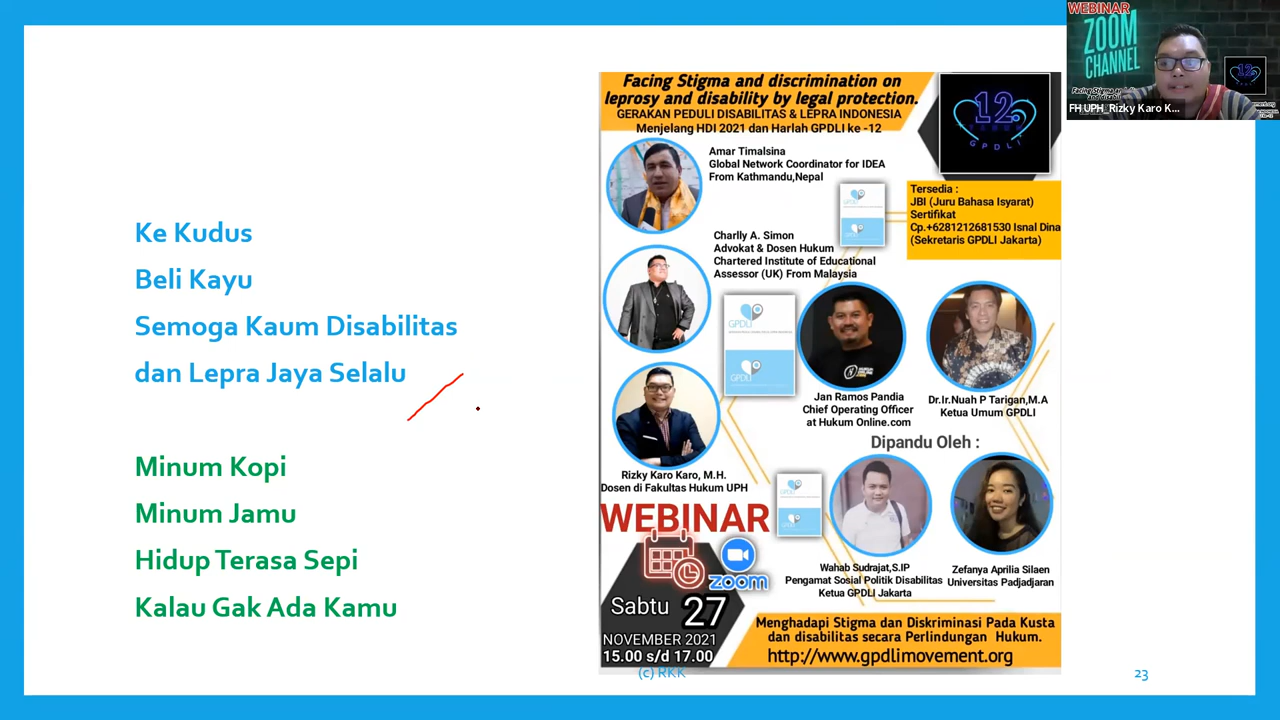 Ke Kudus
Beli Kayu
Semoga Kaum Disabilitas
dan Lepra Jaya Selalu
Minum Kopi
Minum Jamu
Hidup Terasa Sepi
Kalau Gak Ada Kamu
Facing Stigma and discrimination on
leprosy and disability by legal protection.
GERAKAN PEDULI DISABILITAS & LEPRA INDONESIA
Menjelang HDI 2021 dan Harlah GPDLI ke -12
12
GPDLI
Amar Timalsina
Global Network Coordinator for IDEA
From Kathmandu,Nepal
Tersedia :
JBI (Juru Bahasa Isyarat)
Sertifikat
Cp.+6281212681530 Isnal Dina
(Sekretaris GPDLI Jakarta)
Charlly A. Simon
Advokat & Dosen Hukum
Chartered Institute of Educational
Assessor (UK) From Malaysia
GPDLI
GPDLI
Jan Ramos Pandia
Chief Operating Officer
at Hukum Online.com
Dr.Ir.Nuah P Tarigan,M.A
Ketua Umum GPDLI
Rizky Karo Karo, M.H.
Dosen di Fakultas Hukum UPH
Dipandu Oleh :
Wahab Sudrajat,S.IP
Pengamat Sosial Politik Disabilitas
Ketua GPDLI Jakarta
Zefanya Aprilia Silaen
Universitas Padjadjaran
WEBINAR
zoom
Sabtu 27
NOVEMBER 2021
15.00 s/d 17.00
Menghadapi Stigma dan Diskriminasi Pada Kusta
dan disabilitas secara Perlindungan Hukum.
http://www.gpdlimovement.org
(c) RKK
23
WEBINAR
ZOOM
CHANNEL
12
FH UPH_Rizky Karo K...